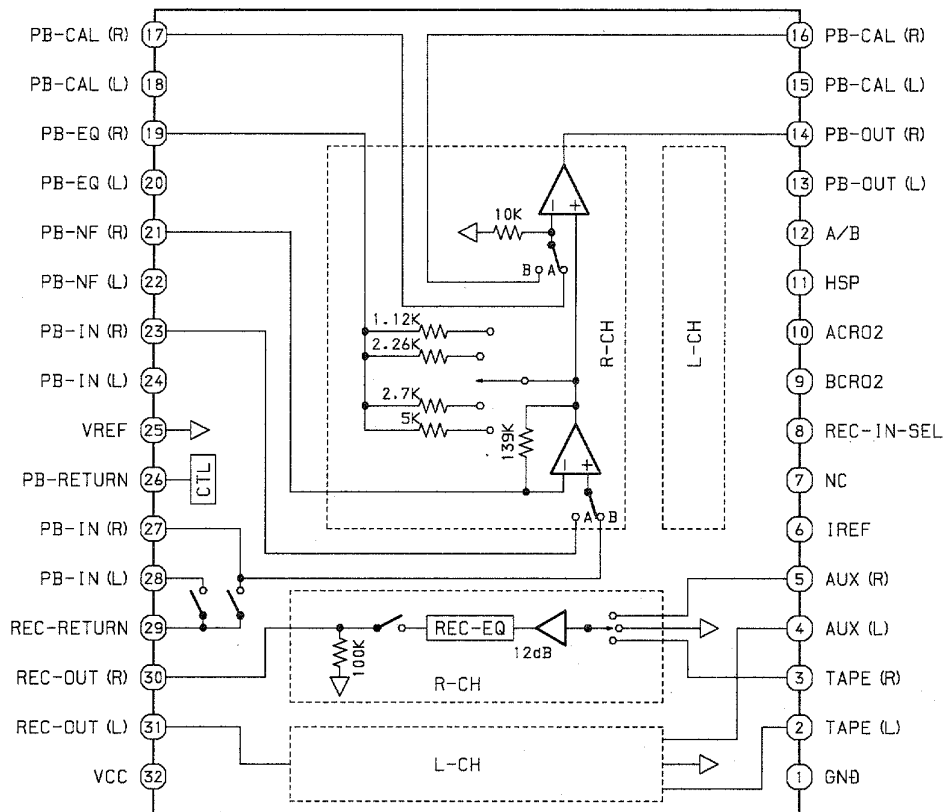 PB-CAL (R) 17
PB-CAL (L) 18
PB-EQ (R) 19
PB-EQ (L) 20
PB-NF (R) 21
PB-NF (L) 22
PB-IN (R) 23
PB-IN (L) 24
VREF 25
PB-RETURN 26
PB-IN (R) 27
PB-IN (L) 28
REC-RETURN 29
REC-OUT (R) 30
REC-OUT (L) 31
VCC 32
CTL
10K
- +
B A
1.12K
2.26K
2.7K
5K
139K
- +
A B
R-CH
L-CH
REC-EQ
12dB
100K
R-CH
L-CH
16 PB-CAL (R)
15 PB-CAL (L)
14 PB-OUT (R)
13 PB-OUT (L)
12 A/B
11 HSP
10 ACRO2
9 BCRO2
8 REC-IN-SEL
7 NC
6 IREF
5 AUX (R)
4 AUX (L)
3 TAPE (R)
2 TAPE (L)
1 GND